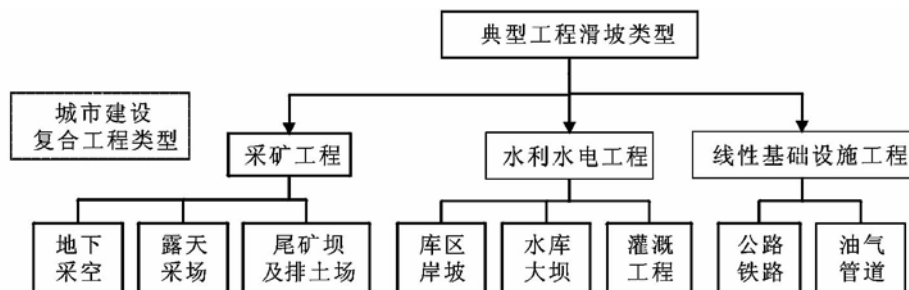 典型工程滑坡类型
城市建设
复合工程类型
采矿工程
水利水电工程
线性基础设施工程
地下
采空
露天
采场
尾矿坝
及排土场
库区
岸坡
水库
大坝
灌溉
工程
公路
铁路
油气
管道